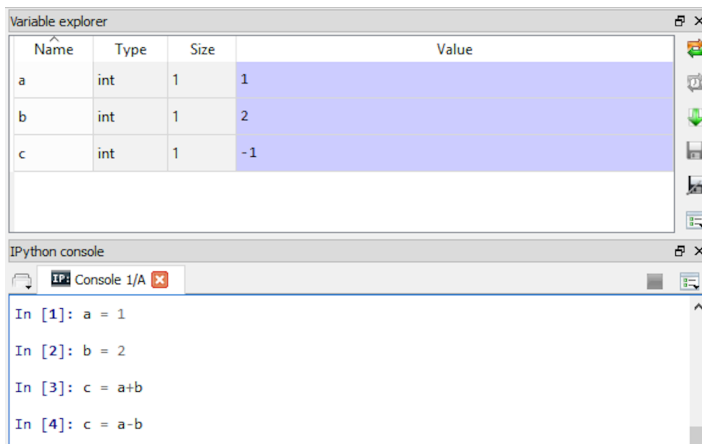 Variable explorer
Name Type Size Value
a int 1 1
b int 1 2
c int 1 -1
IPython console
IP: Console 1/A
In [1]: a = 1
In [2]: b = 2
In [3]: c = a+b
In [4]: c = a-b